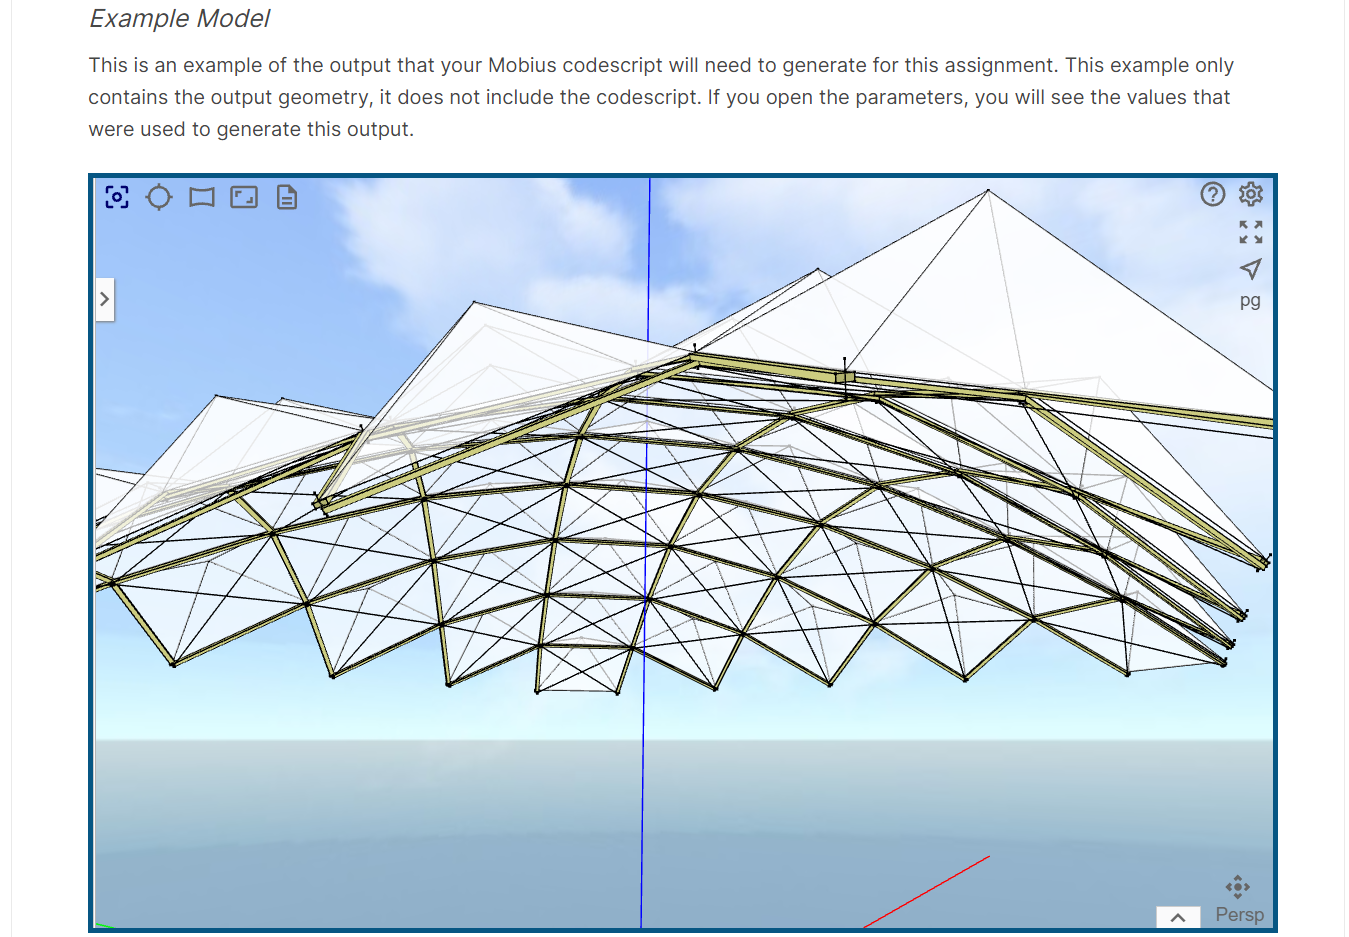 Example Model
This is an example of the output that your Mobius codescript will need to generate for this assignment. This example only
contains the output geometry, it does not include the codescript. If you open the parameters, you will see the values that
were used to generate this output.
pg
Persp